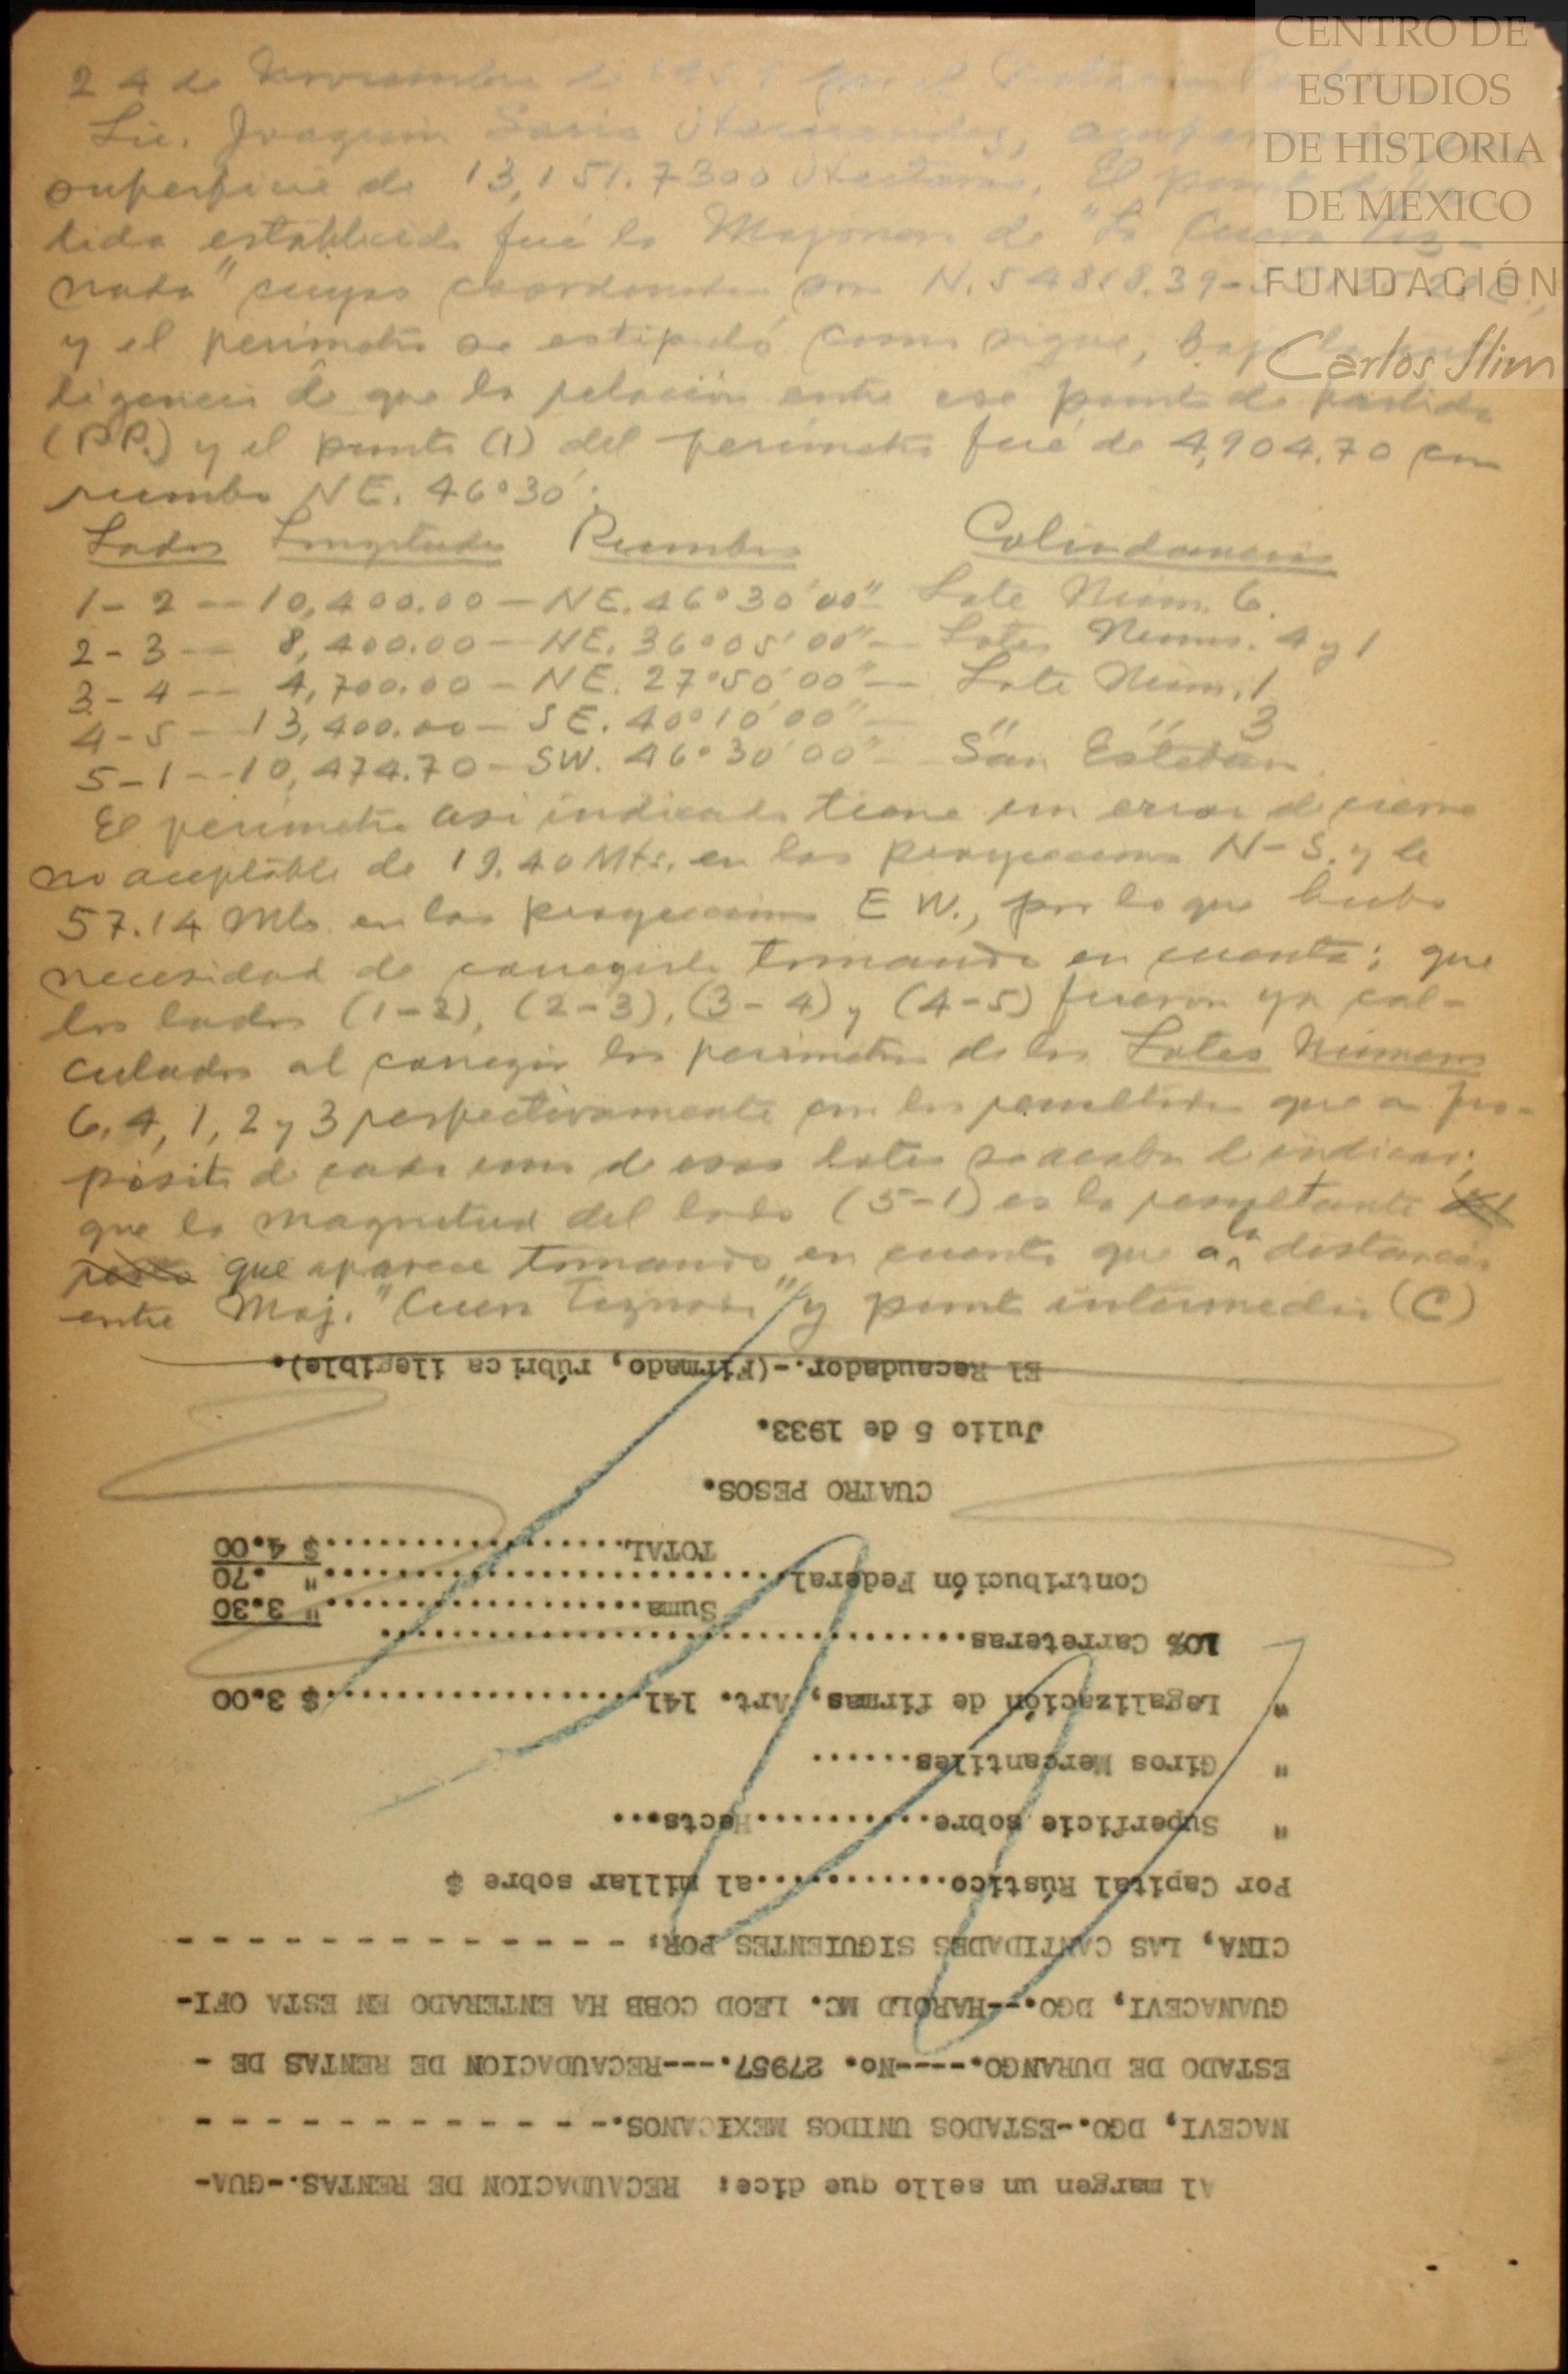 24 de Noviembre de por el
Lic. Joaquin Hernandez,
superficie de 13,151.7300 Hectáreas, El punto
tida establecido fué la Mojonera de "La Cueva Tiz-
nada" cuyas coordenadas son N.54818.39-
y el perimetro se estipuló como sigue, bajo la
ligencia de que la relación entre ese punto de partida
(P.P.) y el punto (1) del perimetro fué de 4,904.70 con
rumbo NE. 46°30'.
Lados Longitudes Rumbos Colindancias
1-2 - 10,400.00 - NE. 46°30'00" Lote Núm. 6.
2-3 - 8,400.00 - NE. 36°05'00" - Lotes Nums. 4 y 1
3-4 - 4,700.00 - NE. 27°50'00" - Lote Núm. 1
4-5 - 13,400.00 - SE. 40°10'00" - " " 3
5-1 - 10,474.70 - SW. 46°30'00" - San Esteban.
El perimetro asi indicado tiene un error de cierre
no aceptable de 19.40 Mts. en las proyecciones N-S. y de
57.14 Mts. en las proyecciones E W., por lo que hubo
necesidad de corregirlo tomando en cuenta; que
los lados (1-2), (2-3), (3-4) y (4-5) fueron ya cal-
culados al corregir los perimetros de los Lotes Números
6, 4, 1, 2 y 3 respectivamente con los resultados que a pro-
pósito de cada uno de esos lotes se acaba de indicar;
que la magnitud del lado (5-1) es la resultante del
resto que aparece tomando en cuenta que a la distancia
entre Moj. "Cueva Tiznada" y punto intermedio (C)
Al margen un sello que dice: RECAUDACION DE RENTAS.-GUA-
NACEVI, DGO.-ESTADOS UNIDOS MEXICANOS.- - - - - - - - - - - - -
ESTADO DE DURANGO.----No. 27957.---RECAUDACION DE RENTAS DE -
GUANACEVI, DGO.--HAROLD MC. LEOD COBB HA ENTERADO EN ESTA OFI-
CINA, LAS CANTIDADES SIGUIENTES POR: - - - - - - - - - - - - -
Por Capital Rústico............al millar sobre $
" Superficie sobre...........Hects...
" Giros Mercantiles......
" Legalización de firmas, Art. 141....................$ 3.00
10% Carreteras....................................
Suma...................." 3.30
Contribución Federal............................" .70
TOTAL...................$ 4.00
CUATRO PESOS.
Julio 5 de 1933.
El Recaudador.-(Firmado, rúbrica ilegible).
CENTRO DE
ESTUDIOS
DE HISTORIA
DE MEXICO
FUNDACIÓN
Carlos Slim